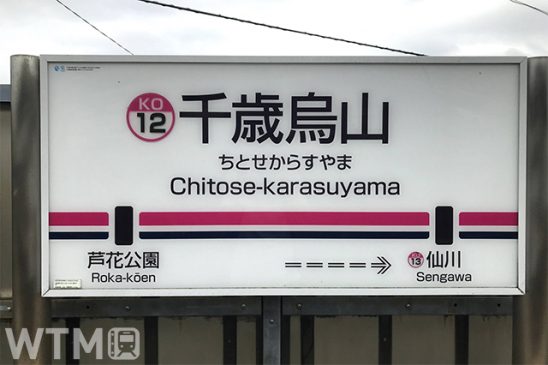 KO
12
千歳烏山
ちとせからすやま
Chitose-karasuyama
芦花公園
Roka-kōen
KO
13
仙川
Sengawa
WTM